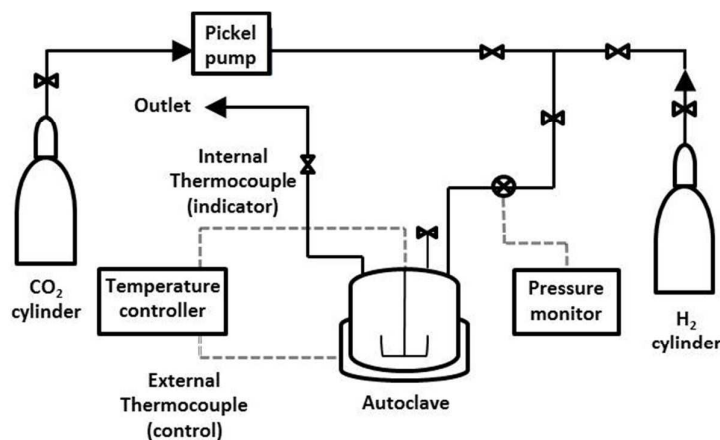 Pickel
pump
Outlet
Internal
Thermocouple
(indicator)
CO₂
cylinder
Temperature
controller
Pressure
monitor
H₂
cylinder
External
Thermocouple
(control)
Autoclave